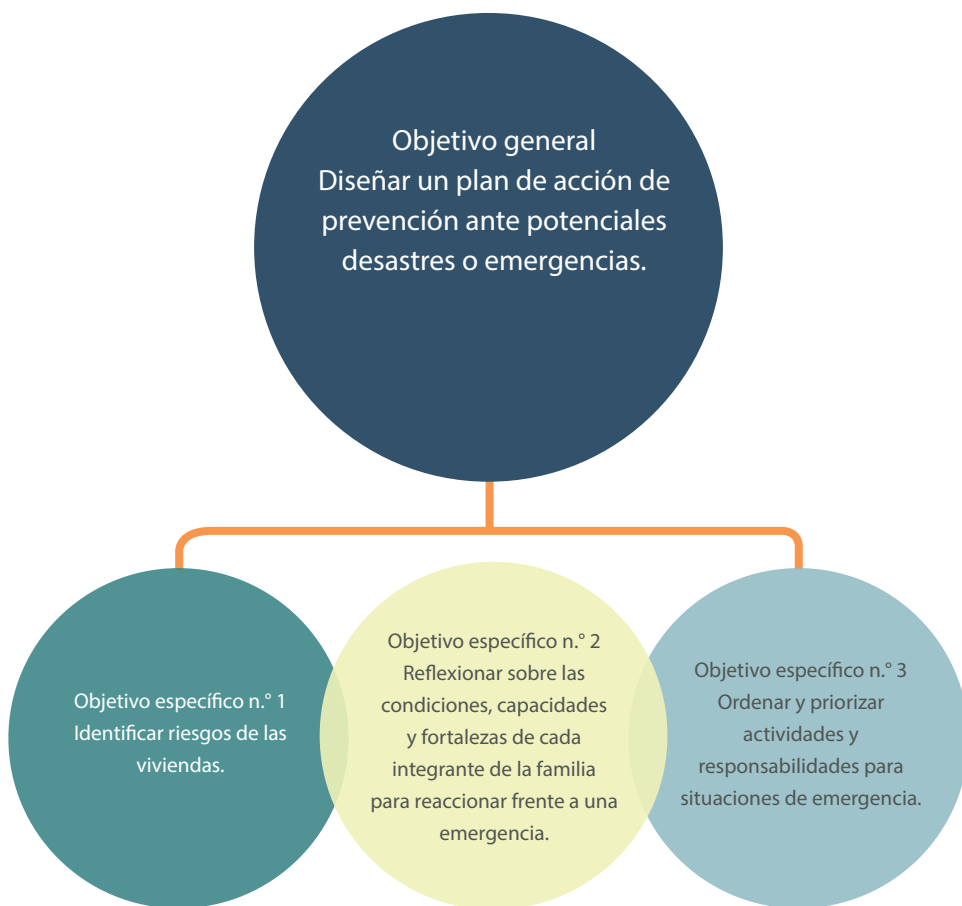 Objetivo general
Diseñar un plan de acción de
prevención ante potenciales
desastres o emergencias.
Objetivo específico n.° 1
Identificar riesgos de las
viviendas.
Objetivo específico n.° 2
Reflexionar sobre las
condiciones, capacidades
y fortalezas de cada
integrante de la familia
para reaccionar frente a una
emergencia.
Objetivo específico n.° 3
Ordenar y priorizar
actividades y
responsabilidades para
situaciones de emergencia.